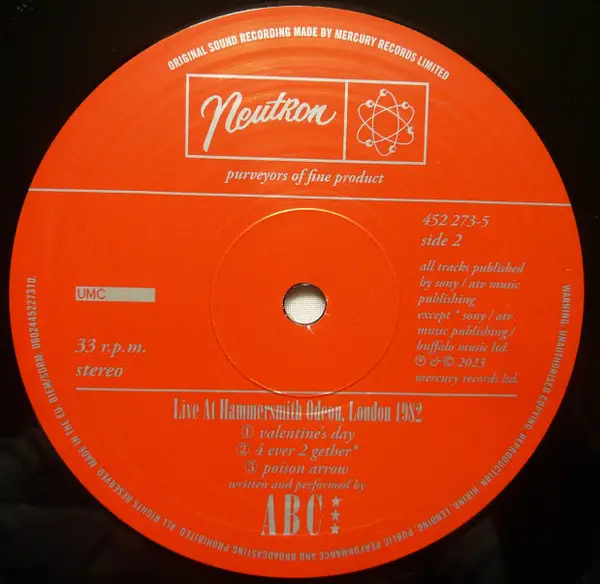 ORIGINAL SOUND RECORDING MADE BY MERCURY RECORDS LIMITED
Neutron
purveyors of fine product
452 273-5
side 2
all tracks published
by sony / atv music
publishing
except * sony / atv
music publishing /
buffalo music ltd.
℗ & © 2023
mercury records ltd.
UMC
33 r.p.m.
stereo
Live At Hammersmith Odeon, London 1982
① valentine's day
② 4 ever 2 gether*
③ poison arrow
written and performed by
ABC
WARNING: UNAUTHORISED COPYING, REPRODUCTION, HIRING, LENDING, PUBLIC PERFORMANCE AND BROADCASTING PROHIBITED. ALL RIGHTS RESERVED. MADE IN THE EU. BIEM/GEMA. 0602445227310.